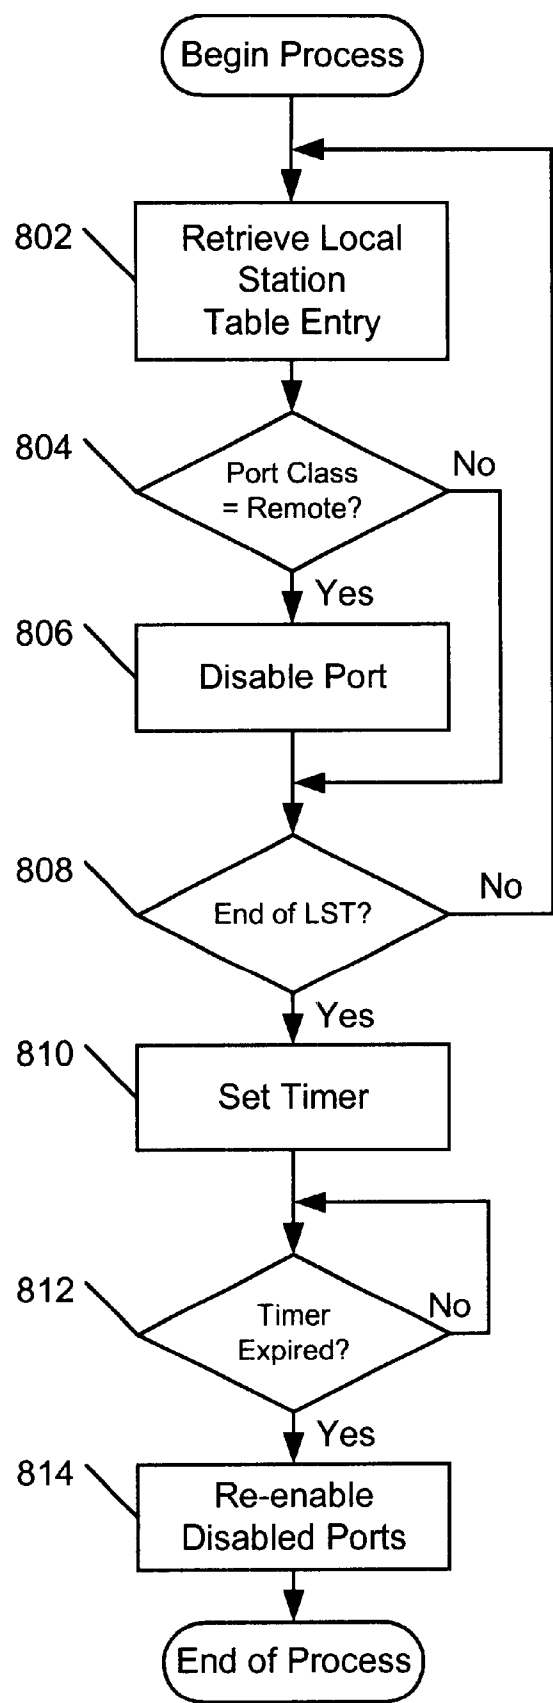 Begin Process
802
Retrieve Local
Station
Table Entry
804
Port Class
= Remote?
No
Yes
806
Disable Port
808
End of LST?
No
Yes
810
Set Timer
812
Timer
Expired?
No
Yes
814
Re-enable
Disabled Ports
End of Process